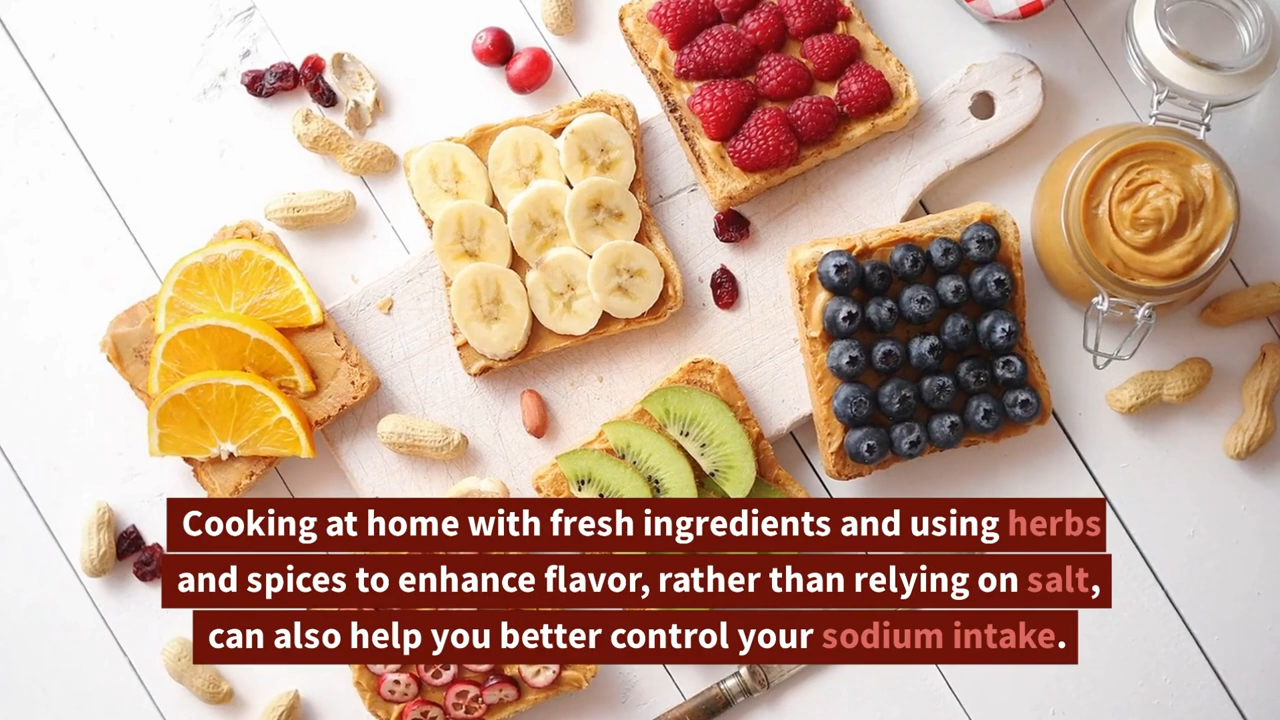 Cooking at home with fresh ingredients and using herbs
and spices to enhance flavor, rather than relying on salt,
can also help you better control your sodium intake.